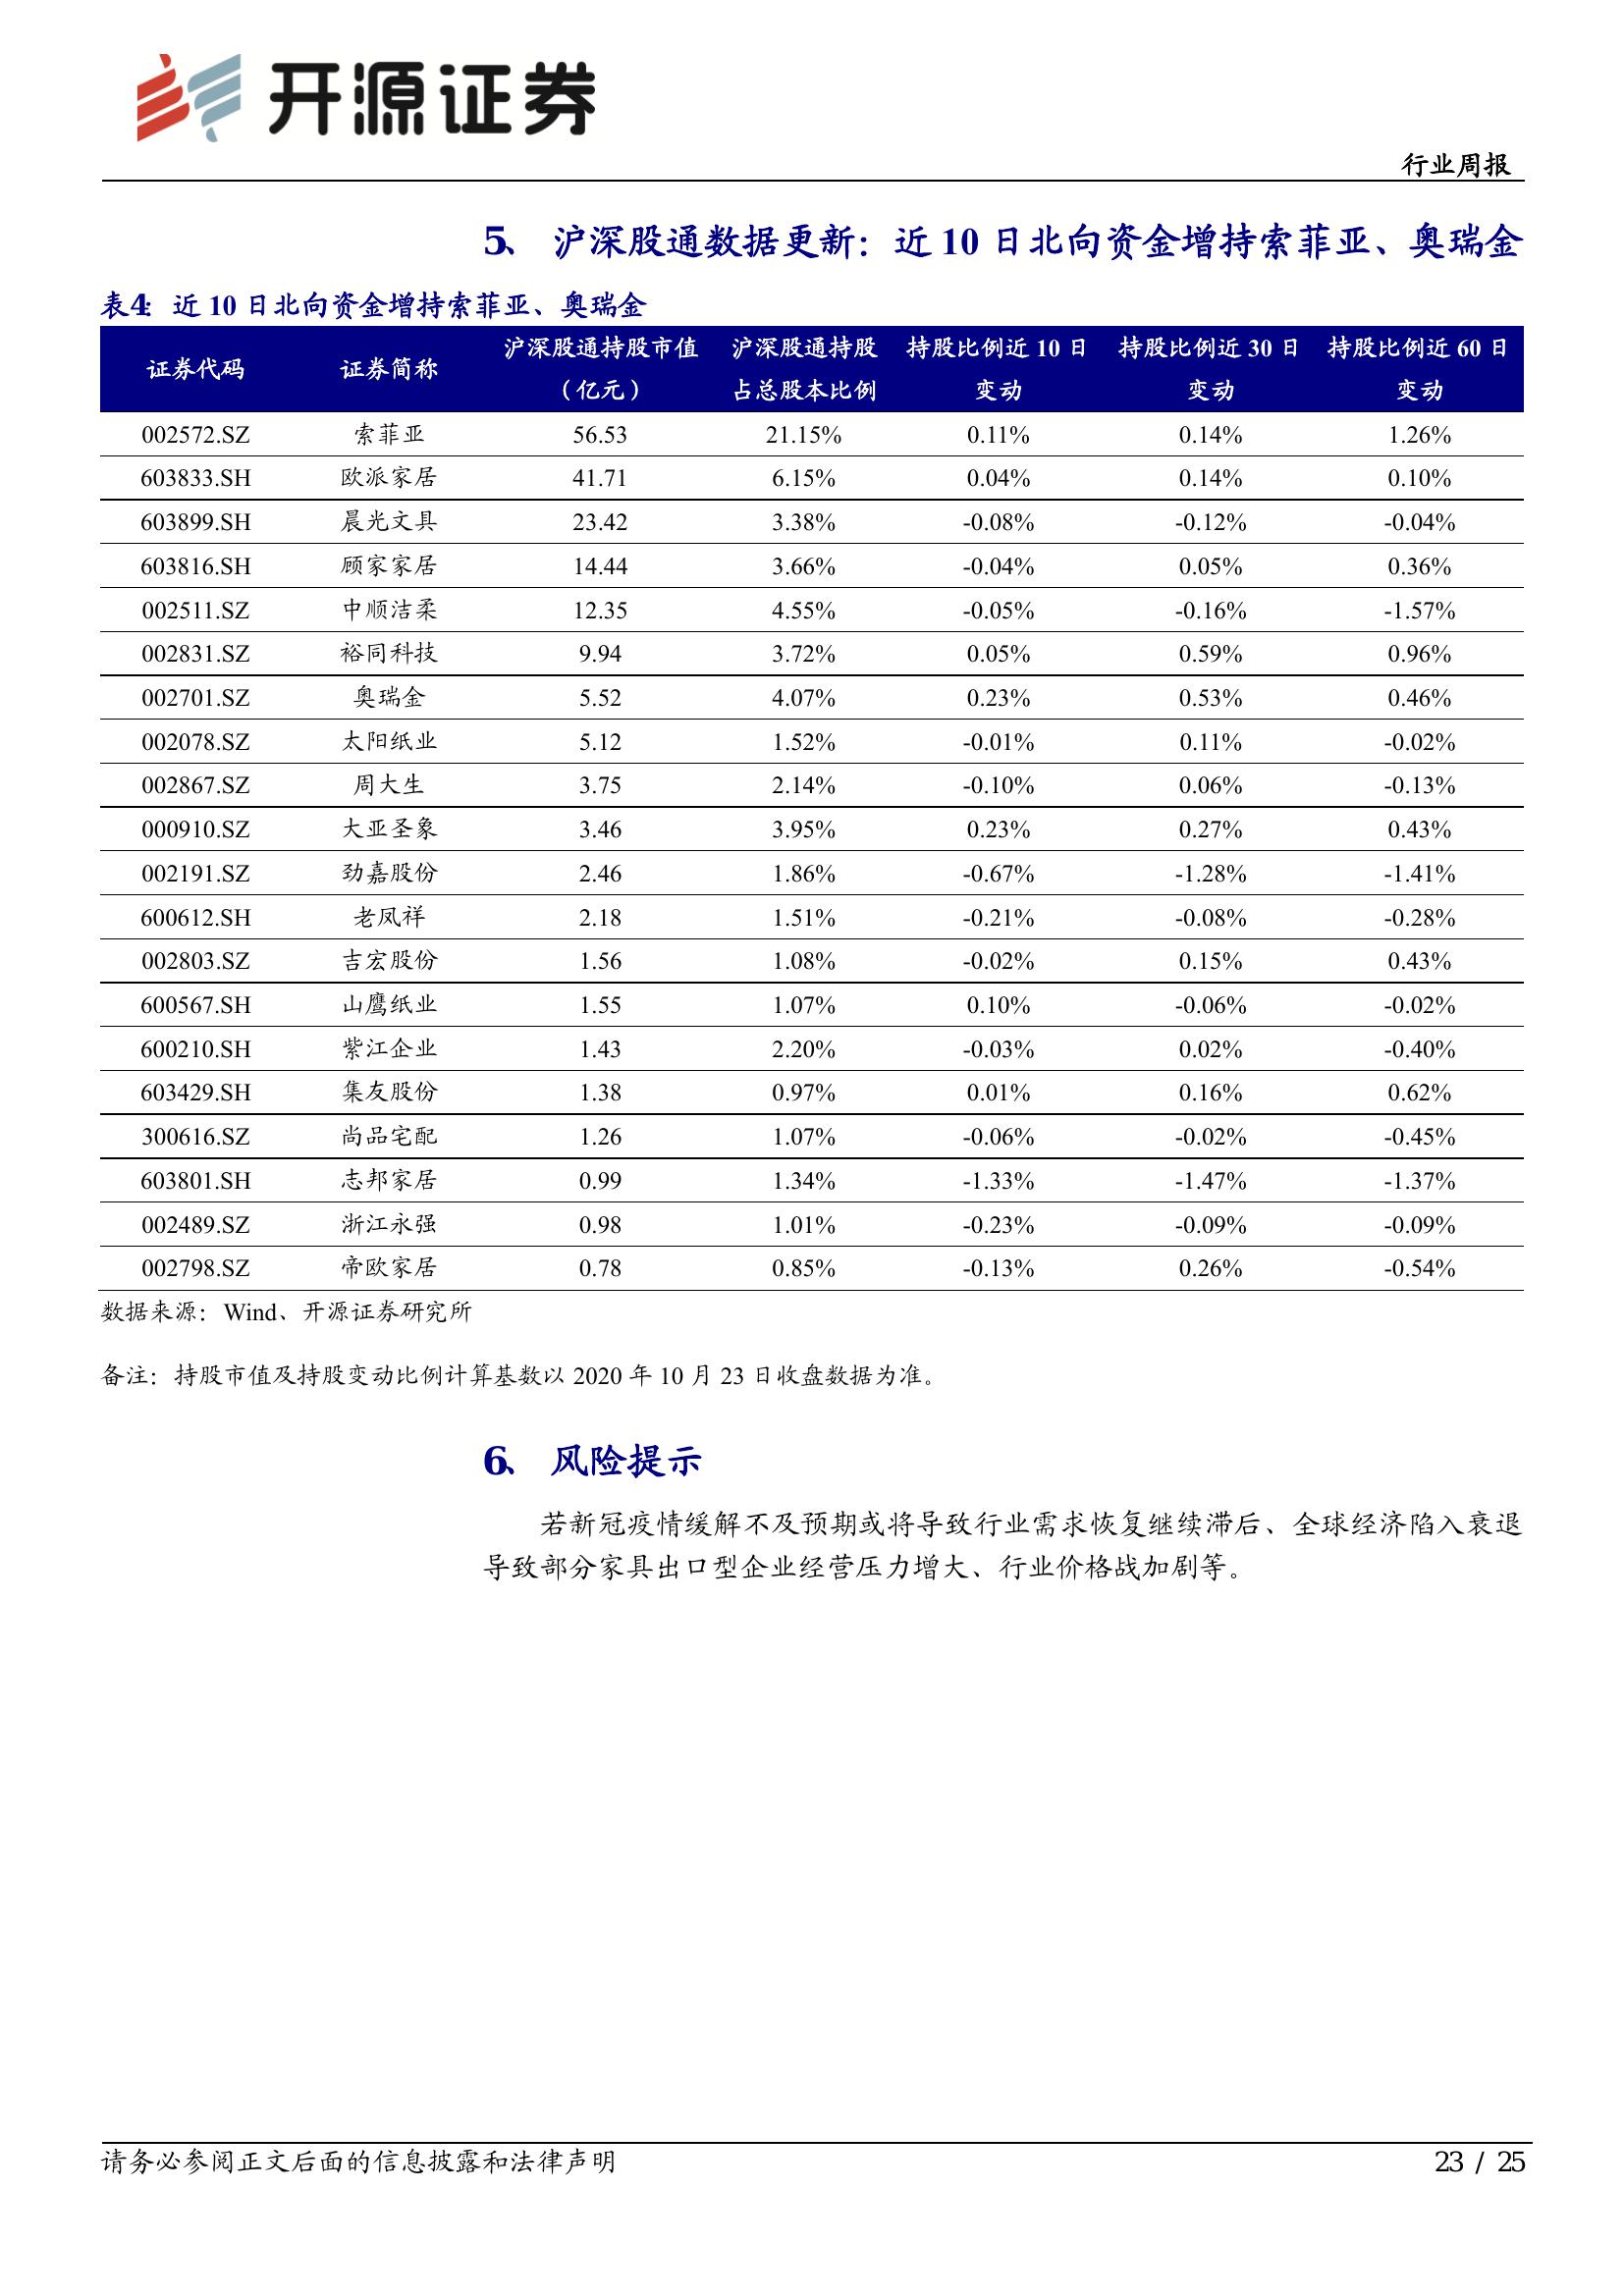 开源证券
行业周报
5、 沪深股通数据更新：近 10 日北向资金增持索菲亚、奥瑞金
表4： 近 10 日北向资金增持索菲亚、奥瑞金
证券代码 证券简称 沪深股通持股市值（亿元） 沪深股通持股占总股本比例 持股比例近 10 日变动 持股比例近 30 日变动 持股比例近 60 日变动
002572.SZ 索菲亚 56.53 21.15% 0.11% 0.14% 1.26%
603833.SH 欧派家居 41.71 6.15% 0.04% 0.14% 0.10%
603899.SH 晨光文具 23.42 3.38% -0.08% -0.12% -0.04%
603816.SH 顾家家居 14.44 3.66% -0.04% 0.05% 0.36%
002511.SZ 中顺洁柔 12.35 4.55% -0.05% -0.16% -1.57%
002831.SZ 裕同科技 9.94 3.72% 0.05% 0.59% 0.96%
002701.SZ 奥瑞金 5.52 4.07% 0.23% 0.53% 0.46%
002078.SZ 太阳纸业 5.12 1.52% -0.01% 0.11% -0.02%
002867.SZ 周大生 3.75 2.14% -0.10% 0.06% -0.13%
000910.SZ 大亚圣象 3.46 3.95% 0.23% 0.27% 0.43%
002191.SZ 劲嘉股份 2.46 1.86% -0.67% -1.28% -1.41%
600612.SH 老凤祥 2.18 1.51% -0.21% -0.08% -0.28%
002803.SZ 吉宏股份 1.56 1.08% -0.02% 0.15% 0.43%
600567.SH 山鹰纸业 1.55 1.07% 0.10% -0.06% -0.02%
600210.SH 紫江企业 1.43 2.20% -0.03% 0.02% -0.40%
603429.SH 集友股份 1.38 0.97% 0.01% 0.16% 0.62%
300616.SZ 尚品宅配 1.26 1.07% -0.06% -0.02% -0.45%
603801.SH 志邦家居 0.99 1.34% -1.33% -1.47% -1.37%
002489.SZ 浙江永强 0.98 1.01% -0.23% -0.09% -0.09%
002798.SZ 帝欧家居 0.78 0.85% -0.13% 0.26% -0.54%
数据来源：Wind、开源证券研究所
备注：持股市值及持股变动比例计算基数以 2020 年 10 月 23 日收盘数据为准。
6、 风险提示
若新冠疫情缓解不及预期或将导致行业需求恢复继续滞后、全球经济陷入衰退
导致部分家具出口型企业经营压力增大、行业价格战加剧等。
请务必参阅正文后面的信息披露和法律声明
23 / 25